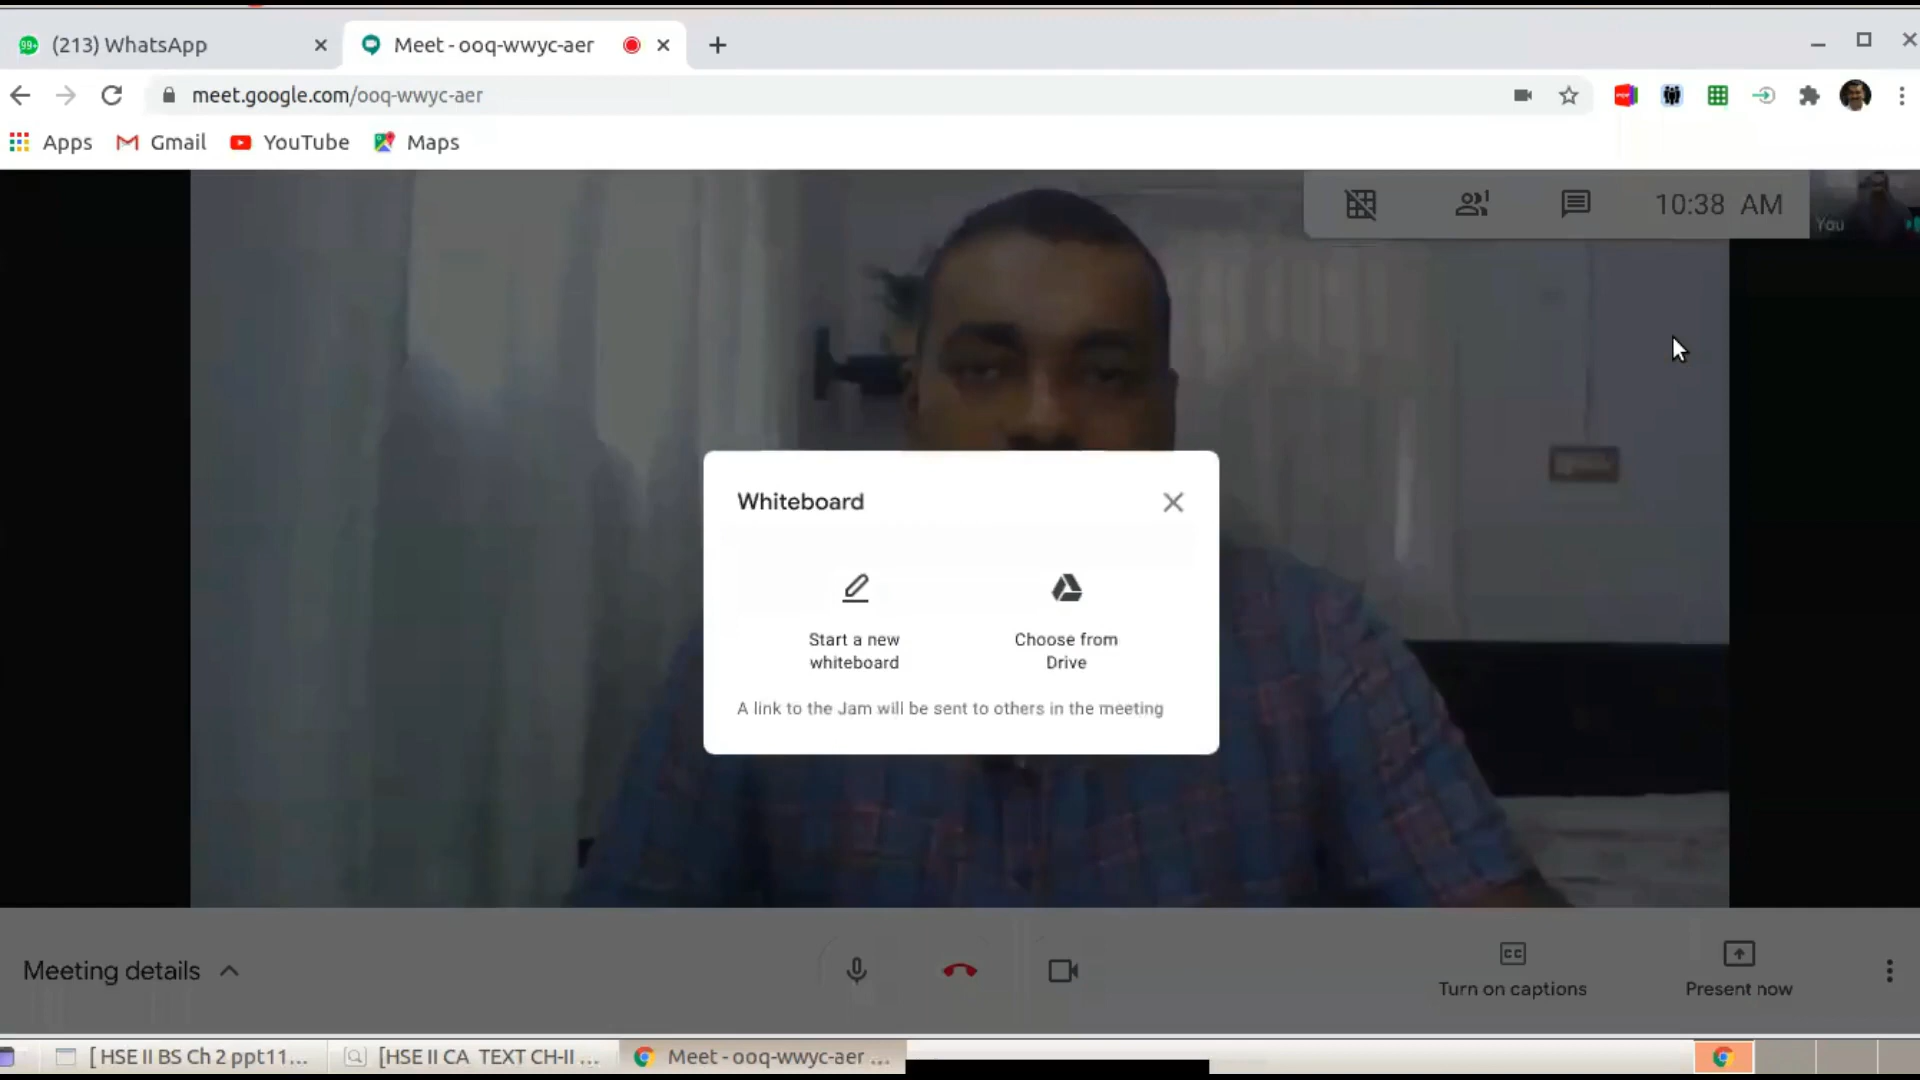 (213) WhatsApp
Meet - ooq-wwyc-aer
meet.google.com/ooq-wwyc-aer
Apps
Gmail
YouTube
Maps
10:38 AM
You
Whiteboard
Start a new
whiteboard
Choose from
Drive
A link to the Jam will be sent to others in the meeting
Meeting details
CC
Turn on captions
Present now
[ HSE II BS Ch 2 ppt11...
[HSE II CA TEXT CH-II ...
Meet - ooq-wwyc-aer ...